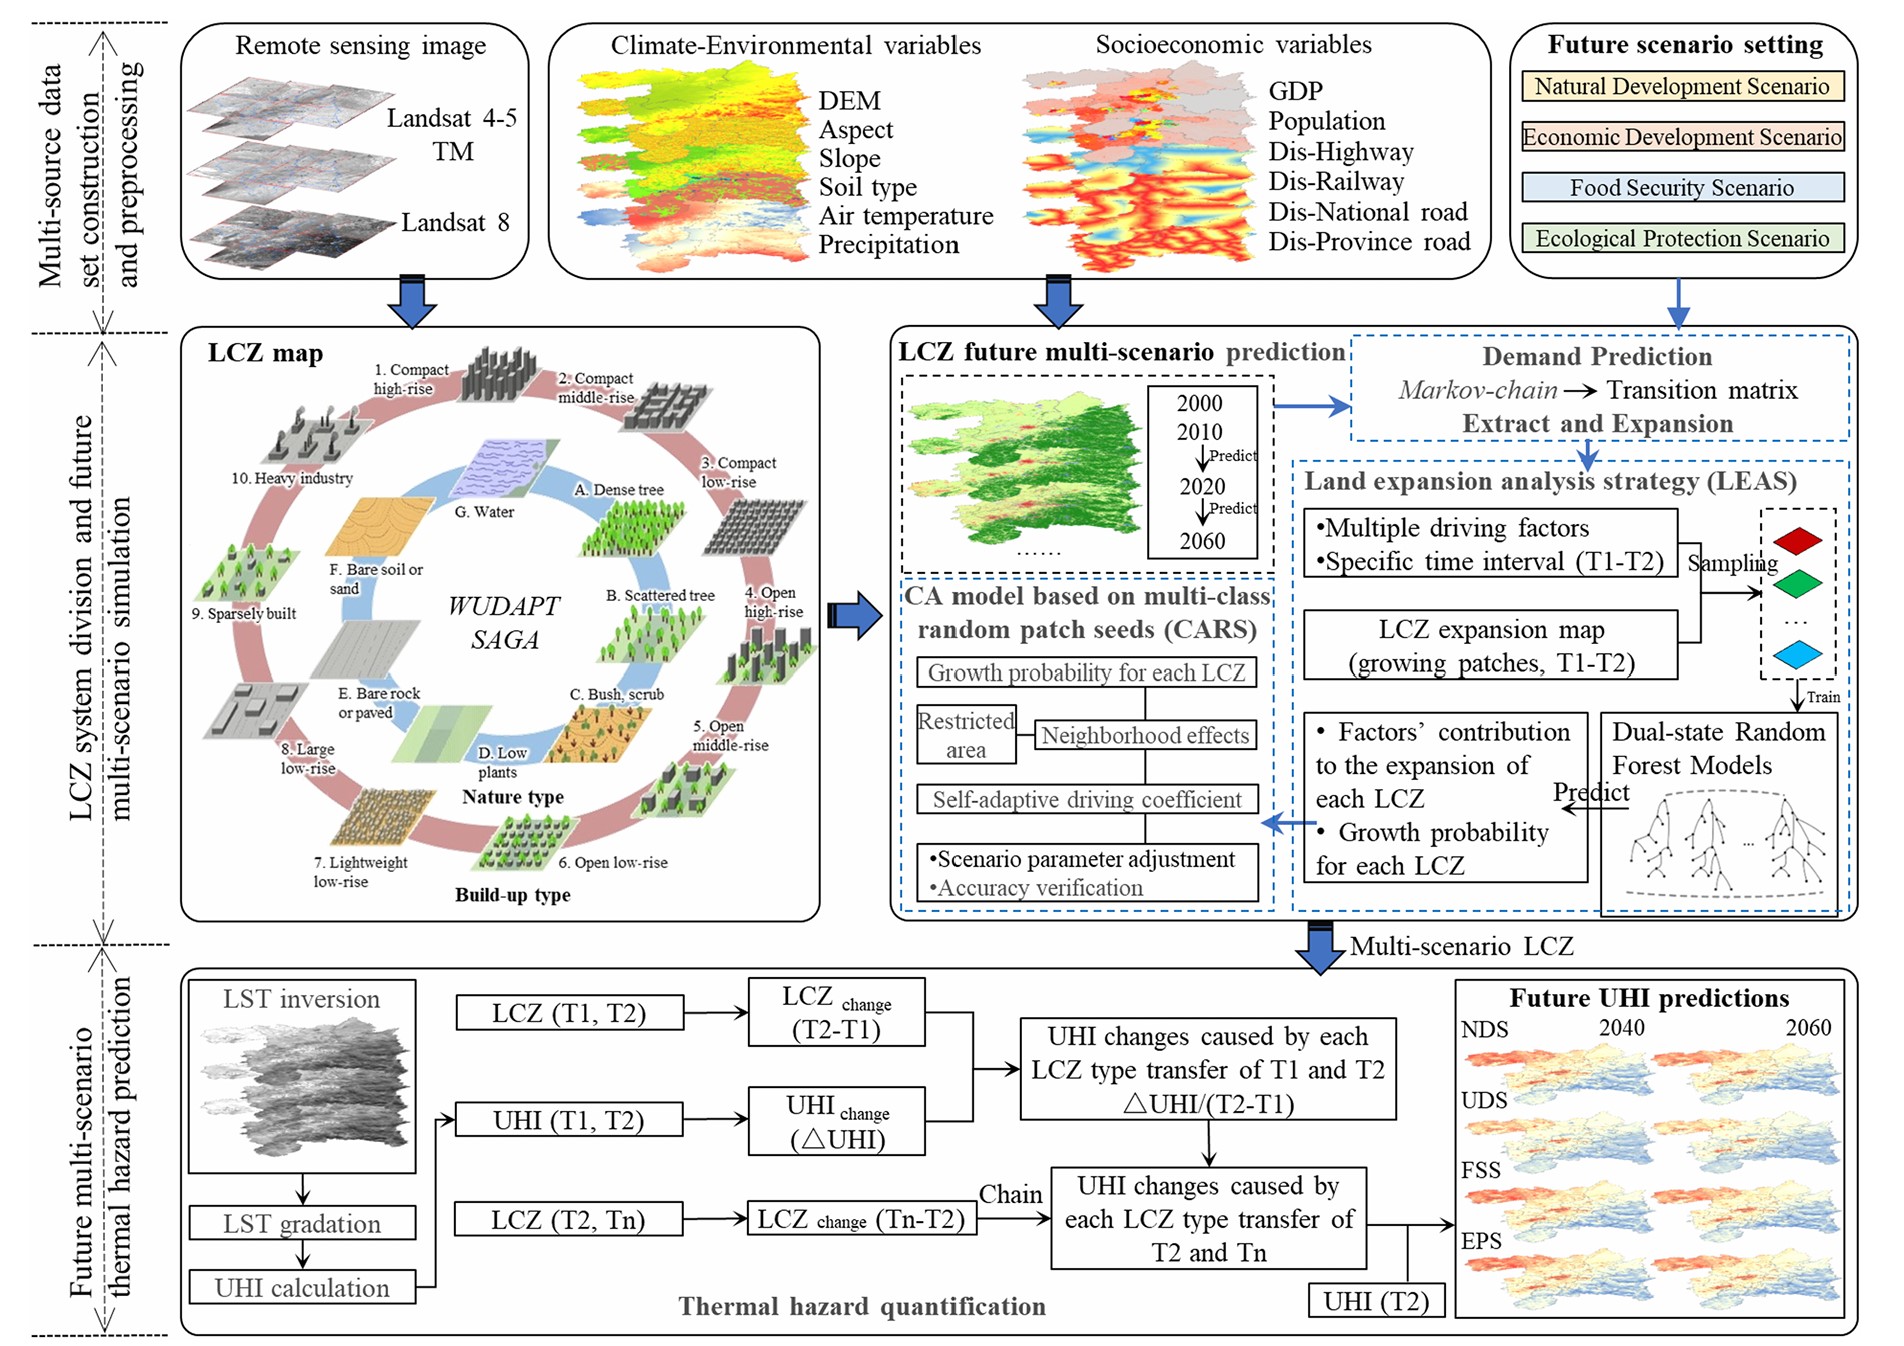 Multi-source data
set construction
and preprocessing
Remote sensing image
Landsat 4-5
TM
Landsat 8
Climate-Environmental variables
DEM
Aspect
Slope
Soil type
Air temperature
Precipitation
Socioeconomic variables
GDP
Population
Dis-Highway
Dis-Railway
Dis-National road
Dis-Province road
Future scenario setting
Natural Development Scenario
Economic Development Scenario
Food Security Scenario
Ecological Protection Scenario
LCZ system division and future
multi-scenario simulation
LCZ map
1. Compact
high-rise
2. Compact
middle-rise
3. Compact
low-rise
4. Open
high-rise
5. Open
middle-rise
6. Open low-rise
7. Lightweight
low-rise
8. Large
low-rise
9. Sparsely built
10. Heavy industry
A. Dense tree
B. Scattered tree
C. Bush, scrub
D. Low
plants
E. Bare rock
or paved
F. Bare soil or
sand
G. Water
WUDAPT
SAGA
Nature type
Build-up type
LCZ future multi-scenario prediction
2000
2010
Predict
2020
Predict
2060
......
Demand Prediction
Markov-chain → Transition matrix
Extract and Expansion
CA model based on multi-class
random patch seeds (CARS)
Growth probability for each LCZ
Restricted
area
Neighborhood effects
Self-adaptive driving coefficient
•Scenario parameter adjustment
•Accuracy verification
Land expansion analysis strategy (LEAS)
•Multiple driving factors
•Specific time interval (T1-T2)
LCZ expansion map
(growing patches, T1-T2)
Sampling
...
Train
• Factors’ contribution
to the expansion of
each LCZ
• Growth probability
for each LCZ
Predict
Dual-state Random
Forest Models
...
Multi-scenario LCZ
Future multi-scenario
thermal hazard prediction
LST inversion
LST gradation
UHI calculation
LCZ (T1, T2)
LCZ change
(T2-T1)
UHI (T1, T2)
UHI change
(△UHI)
LCZ (T2, Tn)
LCZ change (Tn-T2)
Chain
UHI changes caused by each
LCZ type transfer of T1 and T2
△UHI/(T2-T1)
UHI changes caused by
each LCZ type transfer of
T2 and Tn
UHI (T2)
Thermal hazard quantification
Future UHI predictions
NDS
2040
2060
UDS
FSS
EPS